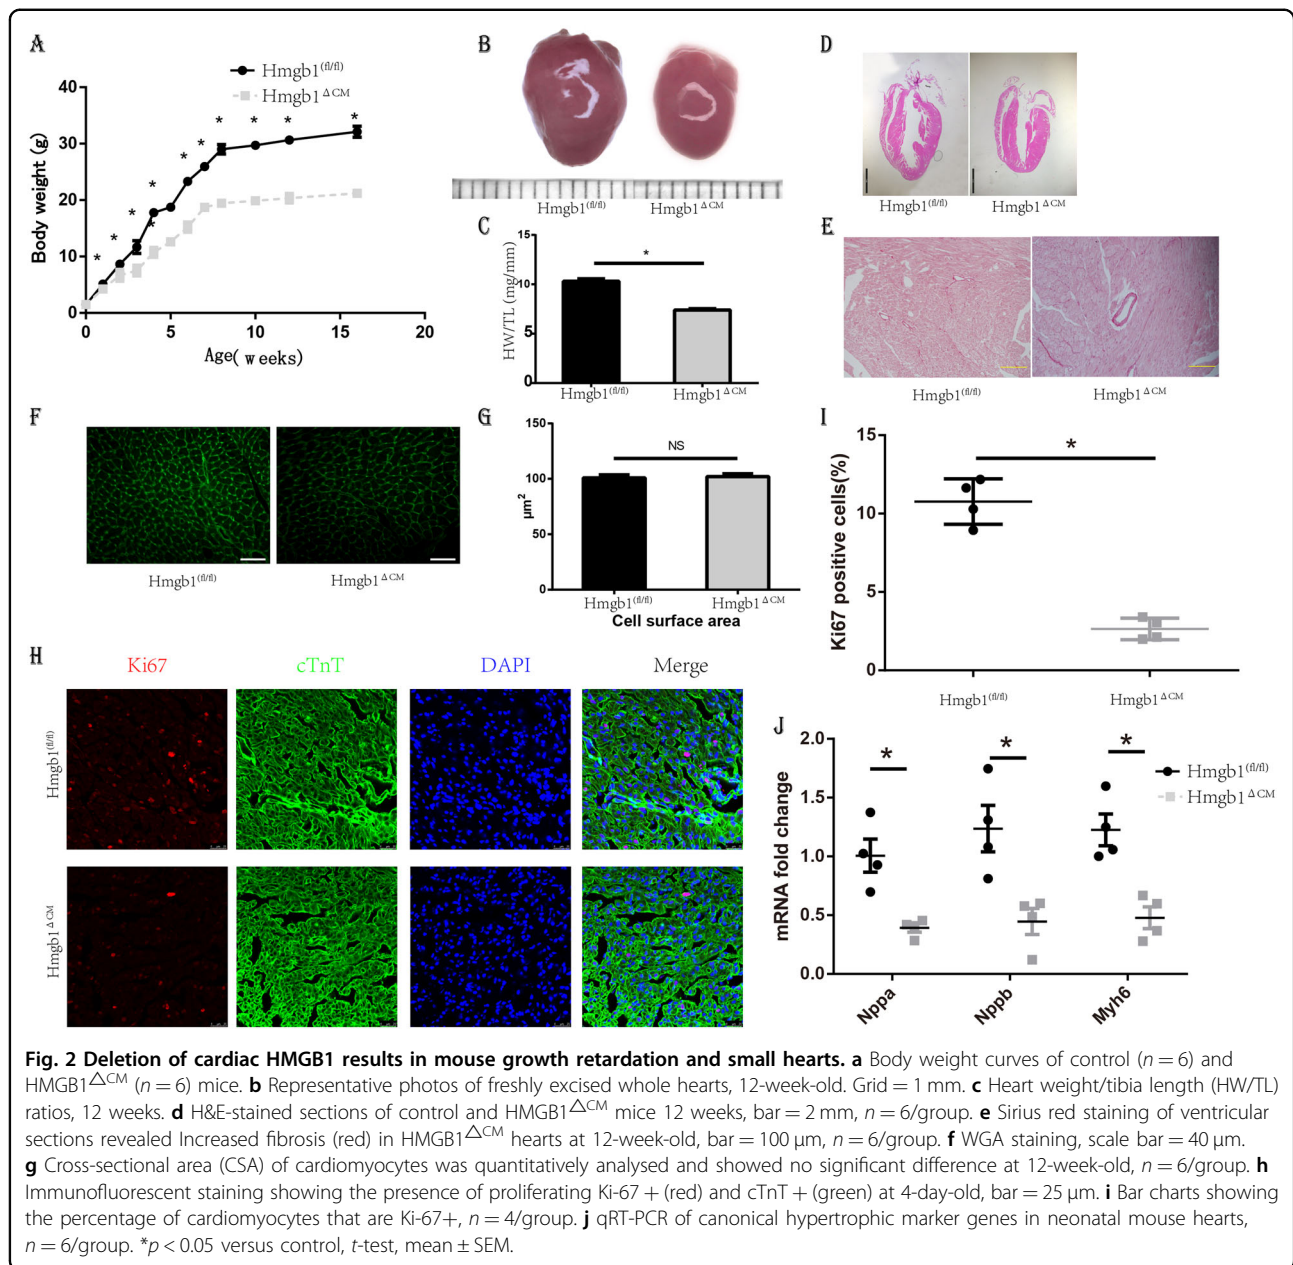 A
Hmgb1(fl/fl)
Hmgb1ΔCM
Body weight (g)
40
30
20
10
0
0 5 10 15 20
Age(weeks)
* * * * * * * * * * *
B
Hmgb1(fl/fl) Hmgb1ΔCM
C
HW/TL (mg/mm)
15
10
5
0
*
Hmgb1(fl/fl) Hmgb1ΔCM
D
Hmgb1(fl/fl) Hmgb1ΔCM
E
Hmgb1(fl/fl) Hmgb1ΔCM
F
Hmgb1(fl/fl) Hmgb1ΔCM
G
µm²
150
100
50
0
NS
Hmgb1(fl/fl) Hmgb1ΔCM
Cell surface area
H
Ki67 cTnT DAPI Merge
Hmgb1(fl/fl)
Hmgb1ΔCM
I
Ki67 positive cells(%)
15
10
5
0
*
Hmgb1(fl/fl) Hmgb1ΔCM
J
mRNA fold change
2.0
1.5
1.0
0.5
0.0
* * *
Hmgb1(fl/fl)
Hmgb1ΔCM
Nppa Nppb Myh6
Fig. 2 Deletion of cardiac HMGB1 results in mouse growth retardation and small hearts. a Body weight curves of control (n = 6) and
HMGB1△CM (n = 6) mice. b Representative photos of freshly excised whole hearts, 12-week-old. Grid = 1 mm. c Heart weight/tibia length (HW/TL)
ratios, 12 weeks. d H&E-stained sections of control and HMGB1△CM mice 12 weeks, bar = 2 mm, n = 6/group. e Sirius red staining of ventricular
sections revealed Increased fibrosis (red) in HMGB1△CM hearts at 12-week-old, bar = 100 µm, n = 6/group. f WGA staining, scale bar = 40 µm.
g Cross-sectional area (CSA) of cardiomyocytes was quantitatively analysed and showed no significant difference at 12-week-old, n = 6/group. h
Immunofluorescent staining showing the presence of proliferating Ki-67 + (red) and cTnT + (green) at 4-day-old, bar = 25 µm. i Bar charts showing
the percentage of cardiomyocytes that are Ki-67+, n = 4/group. j qRT-PCR of canonical hypertrophic marker genes in neonatal mouse hearts,
n = 6/group. *p < 0.05 versus control, t-test, mean ± SEM.